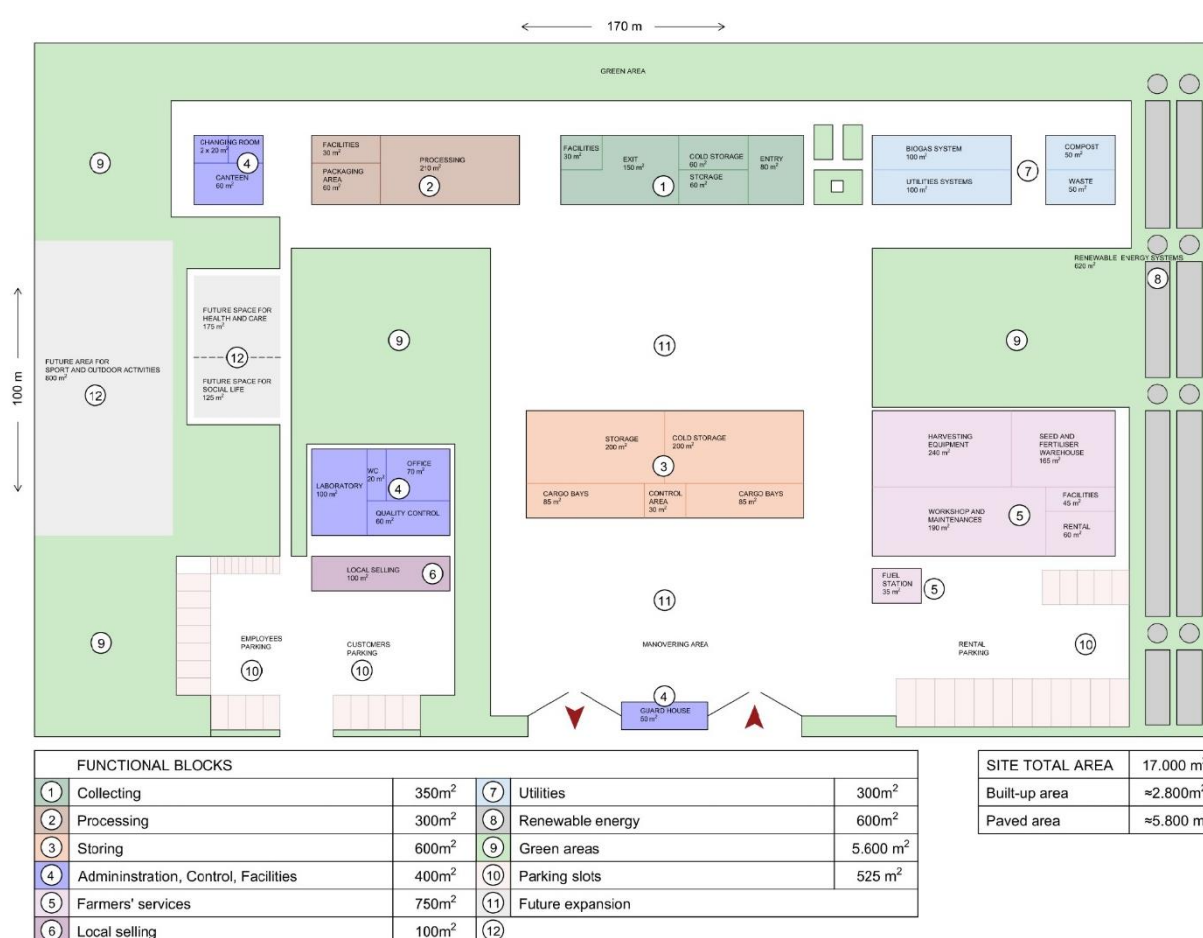 170 m
GREEN AREA
100 m
9
CHANGING ROOM
2 x 20 m²
4
CANTEEN
60 m²
FACILITIES
30 m²
PACKAGING
AREA
60 m²
PROCESSING
210 m²
2
FACILITIES
30 m²
EXIT
150 m²
COLD STORAGE
60 m²
STORAGE
60 m²
ENTRY
80 m²
1
BIOGAS SYSTEM
100 m²
UTILITIES SYSTEMS
100 m²
7
COMPOST
50 m²
WASTE
50 m²
RENEWABLE ENERGY SYSTEMS
620 m²
8
FUTURE SPACE FOR
HEALTH AND CARE
175 m²
12
FUTURE SPACE FOR
SOCIAL LIFE
125 m²
FUTURE AREA FOR
SPORT AND OUTDOOR ACTIVITIES
800 m²
12
9
11
9
STORAGE
200 m²
COLD STORAGE
200 m²
3
CARGO BAYS
85 m²
CONTROL
AREA
30 m²
CARGO BAYS
85 m²
HARVESTING
EQUIPMENT
240 m²
SEED AND
FERTILISER
WAREHOUSE
165 m²
WORKSHOP AND
MAINTENANCES
190 m²
5
FACILITIES
45 m²
RENTAL
60 m²
LABORATORY
100 m²
WC
20 m²
OFFICE
70 m²
4
QUALITY CONTROL
60 m²
LOCAL SELLING
100 m²
6
FUEL
STATION
35 m²
5
11
9
EMPLOYEES
PARKING
10
CUSTOMERS
PARKING
10
MANOVERING AREA
RENTAL
PARKING
10
4
GUARD HOUSE
50 m²
FUNCTIONAL BLOCKS
1 Collecting 350m² 7 Utilities 300m²
2 Processing 300m² 8 Renewable energy 600m²
3 Storing 600m² 9 Green areas 5.600 m²
4 Admininstration, Control, Facilities 400m² 10 Parking slots 525 m²
5 Farmers' services 750m² 11 Future expansion
6 Local selling 100m² 12
SITE TOTAL AREA 17.000 m²
Built-up area ≈2.800m²
Paved area ≈5.800 m